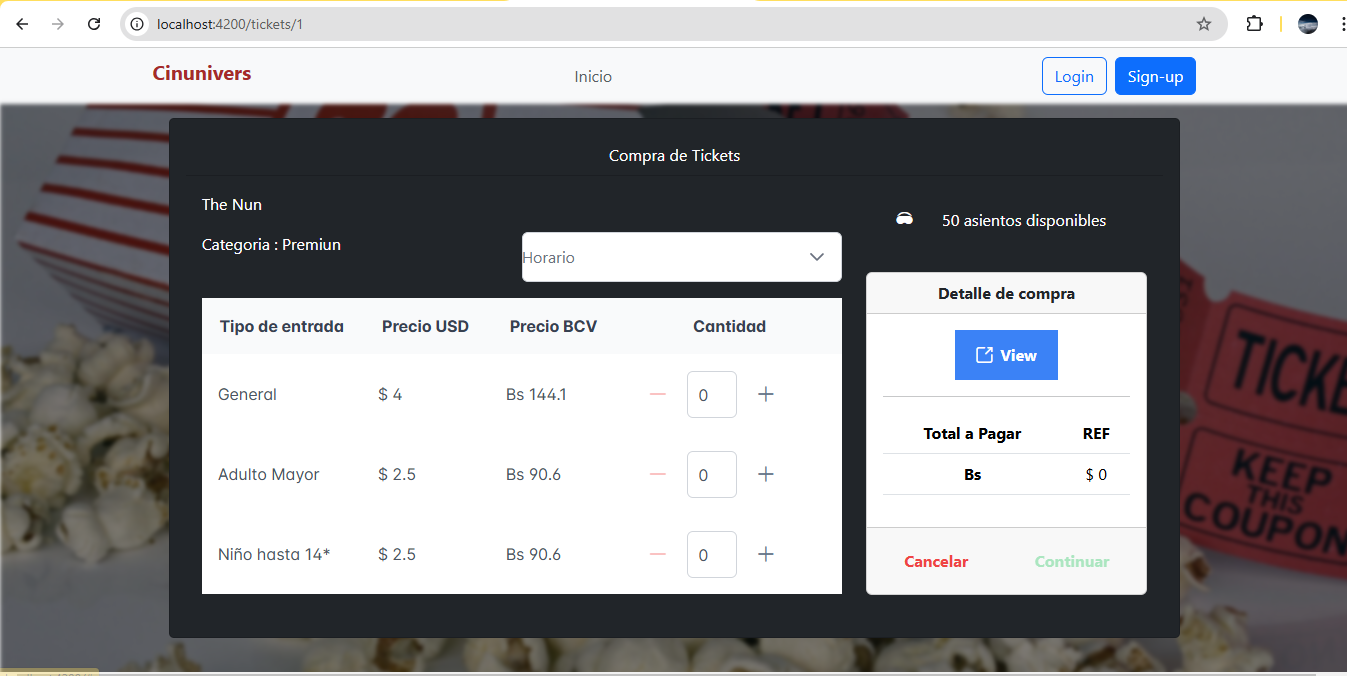 localhost:4200/tickets/1
Cinunivers
Inicio
Login
Sign-up
Compra de Tickets
The Nun
50 asientos disponibles
Categoria : Premiun
Horario
Detalle de compra
Tipo de entrada Precio USD Precio BCV Cantidad
View
General $ 4 Bs 144.1 0
Total a Pagar REF
Adulto Mayor $ 2.5 Bs 90.6 0
Bs $ 0
Niño hasta 14* $ 2.5 Bs 90.6 0
Cancelar Continuar
TICKE
KEEP
THIS
COUPON